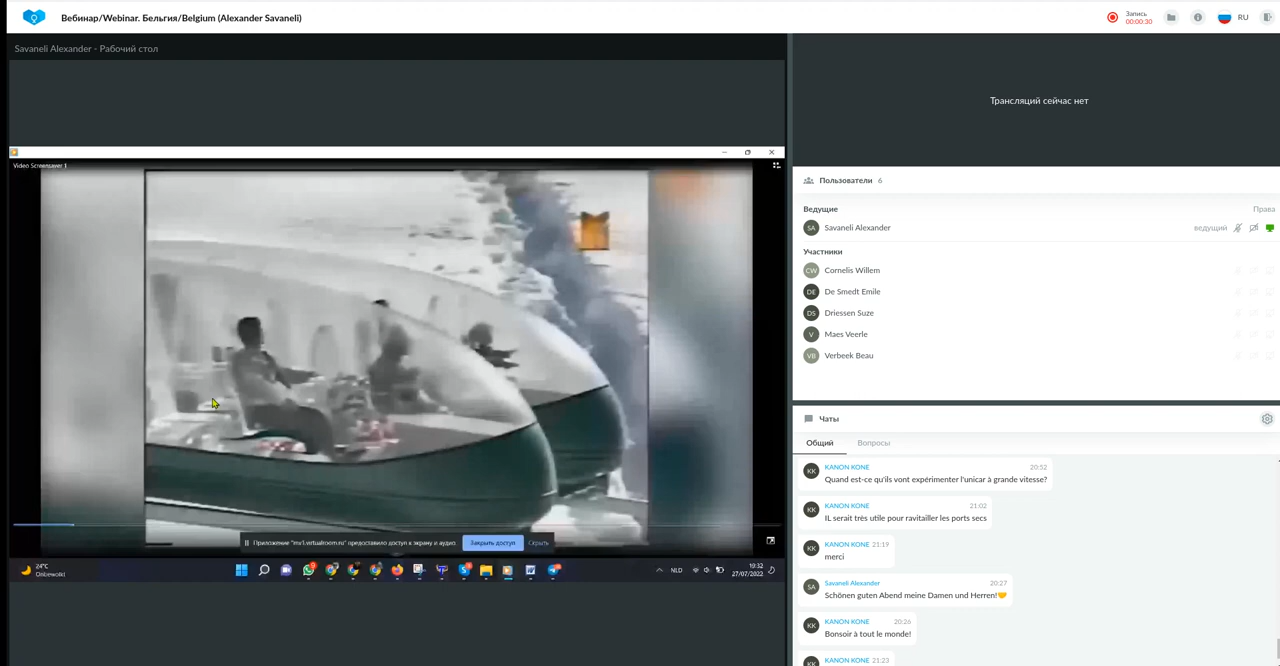 Вебинар/Webinar. Бельгия/Belgium (Alexander Savaneli)
Запись
00:00:30
RU
Savaneli Alexander - Рабочий стол
Video Screensaver 1
Приложение "mv1.virtualroom.ru" предоставило доступ к экрану и аудио.
Закрыть доступ
Скрыть
24°C
Onbewolkt
NLD
19:32
27/07/2022
Трансляций сейчас нет
Пользователи 6
Ведущие
Права
SA
Savaneli Alexander
ведущий
Участники
CW
Cornelis Willem
DE
De Smedt Emile
DS
Driessen Suze
V
Maes Veerle
VB
Verbeek Beau
Чаты
Общий
Вопросы
KK
KANON KONE
20:52
Quand est-ce qu'ils vont expérimenter l'unicar à grande vitesse?
KK
KANON KONE
21:02
IL serait très utile pour ravitailler les ports secs
KK
KANON KONE 21:19
merci
SA
Savaneli Alexander
20:27
Schönen guten Abend meine Damen und Herren!🤝
KK
KANON KONE
20:26
Bonsoir à tout le monde!
KK
KANON KONE 21:23